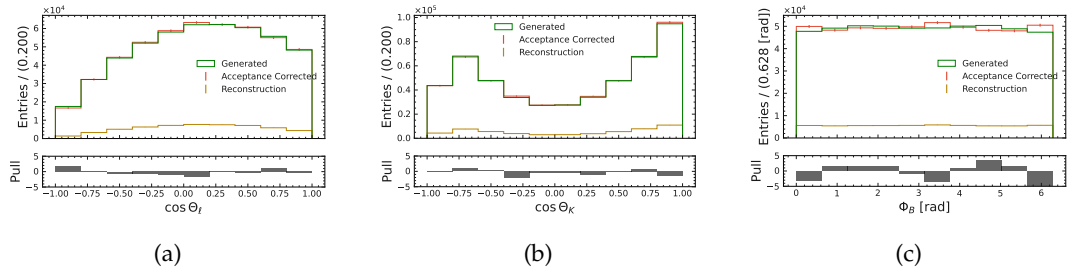 ×10⁴
6
5
4
3
2
1
0
Entries / (0.200)
Generated
Acceptance Corrected
Reconstruction
5
0
−5
Pull
−1.00 −0.75 −0.50 −0.25 0.00 0.25 0.50 0.75 1.00
cos Θℓ
(a)
×10⁵
1.0
0.8
0.6
0.4
0.2
0.0
Entries / (0.200)
Generated
Acceptance Corrected
Reconstruction
5
0
−5
Pull
−1.00 −0.75 −0.50 −0.25 0.00 0.25 0.50 0.75 1.00
cos ΘK
(b)
×10⁴
5
4
3
2
1
0
Entries / (0.628 [rad])
Generated
Acceptance Corrected
Reconstruction
5
0
−5
Pull
0 1 2 3 4 5 6
ΦB [rad]
(c)